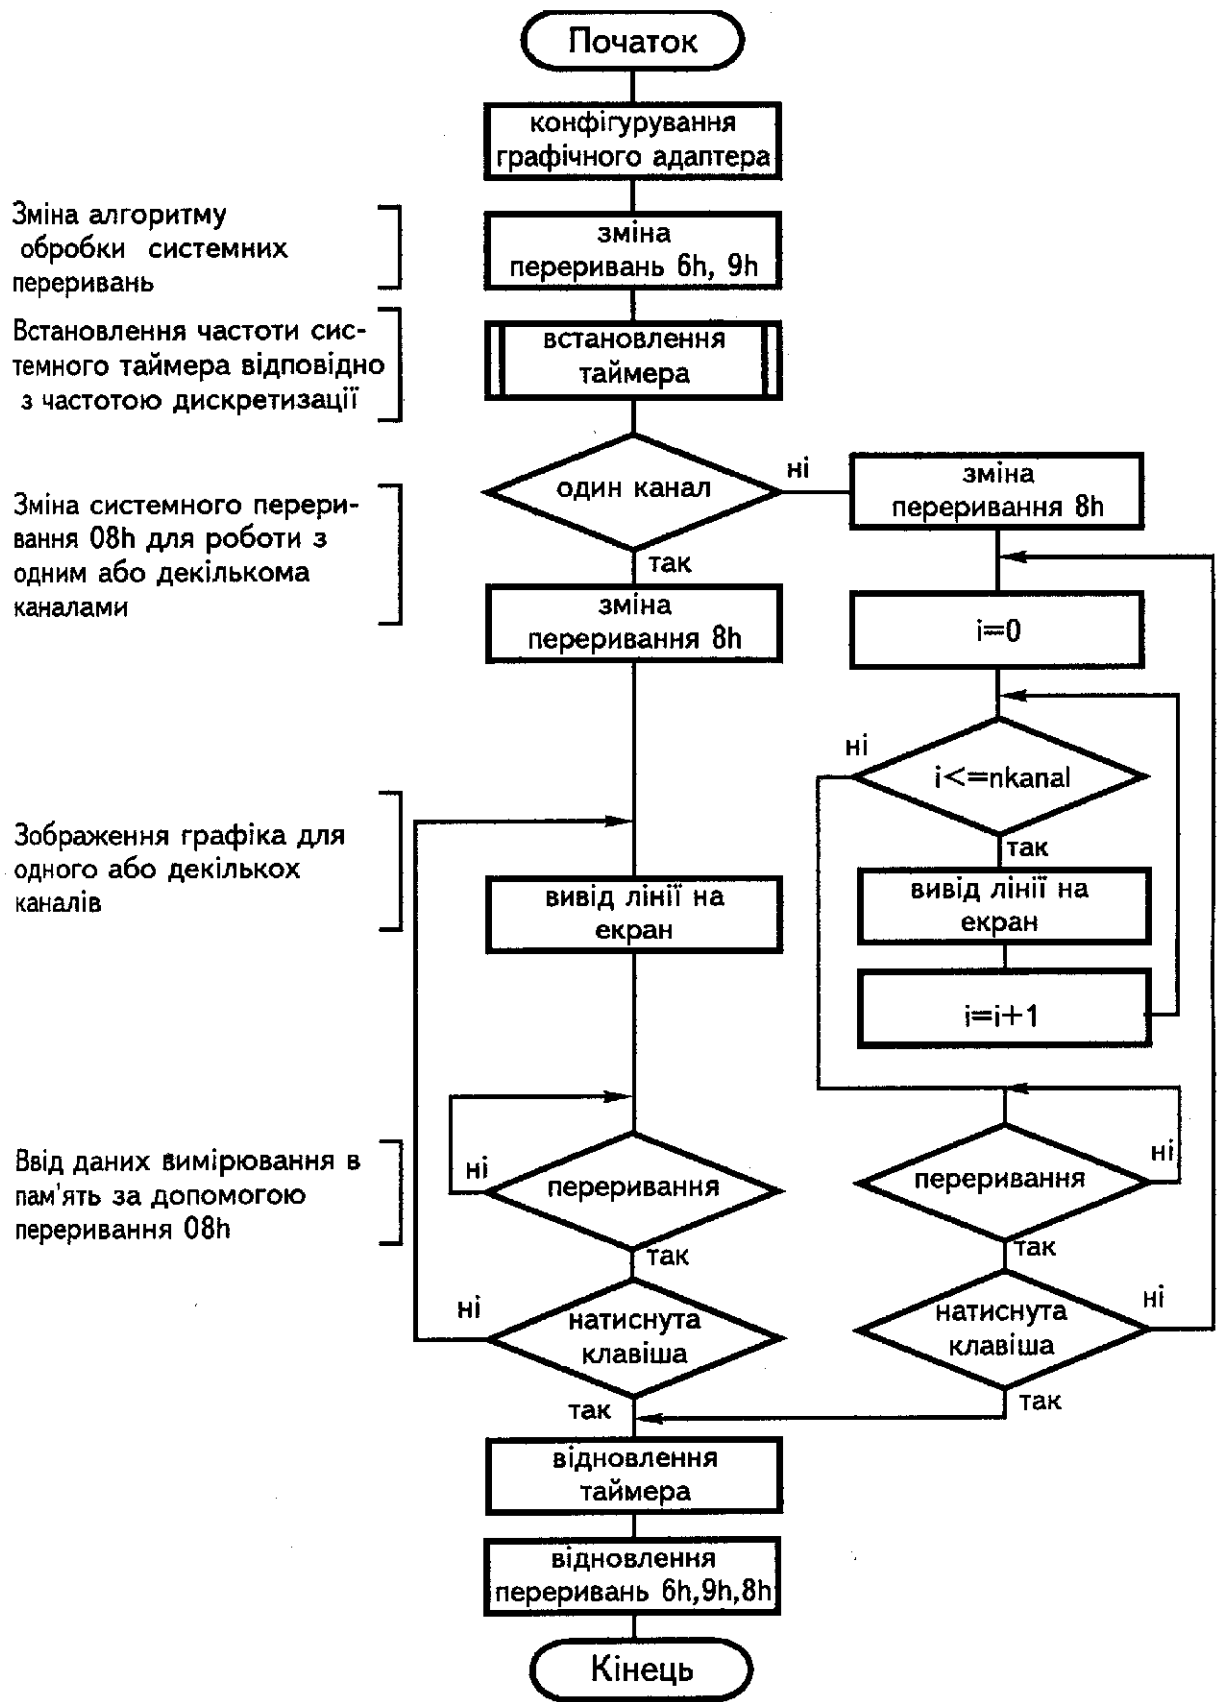 Початок
конфігурування
графічного адаптера
Зміна алгоритму
обробки системних
переривань
зміна
переривань 6h, 9h
Встановлення частоти сис-
темного таймера відповідно
з частотою дискретизації
встановлення
таймера
один канал
ні
зміна
переривання 8h
Зміна системного перери-
вання 08h для роботи з
одним або декількома
каналами
так
зміна
переривання 8h
i=0
ні
i<=nkanal
так
Зображення графіка для
одного або декількох
каналів
вивід лінії на
екран
вивід лінії на
екран
i=i+1
Ввід даних вимірювання в
пам'ять за допомогою
переривання 08h
ні
переривання
так
переривання
ні
так
ні
натиснута
клавіша
так
натиснута
клавіша
ні
так
відновлення
таймера
відновлення
переривань 6h,9h,8h
Кінець